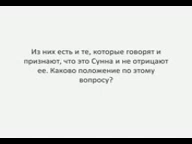 Из них есть и те, которые говорят и
признают, что это Сунна и не отрицают
ее. Каково положение по этому
вопросу?